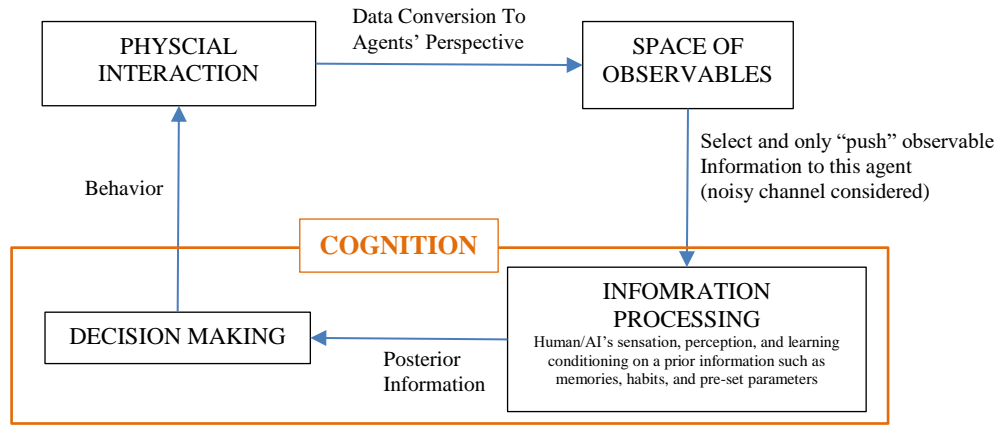 PHYSCIAL
INTERACTION
Data Conversion To
Agents’ Perspective
SPACE OF
OBSERVABLES
Select and only “push” observable
Information to this agent
(noisy channel considered)
Behavior
COGNITION
INFOMRATION
PROCESSING
Human/AI’s sensation, perception, and learning
conditioning on a prior information such as
memories, habits, and pre-set parameters
DECISION MAKING
Posterior
Information